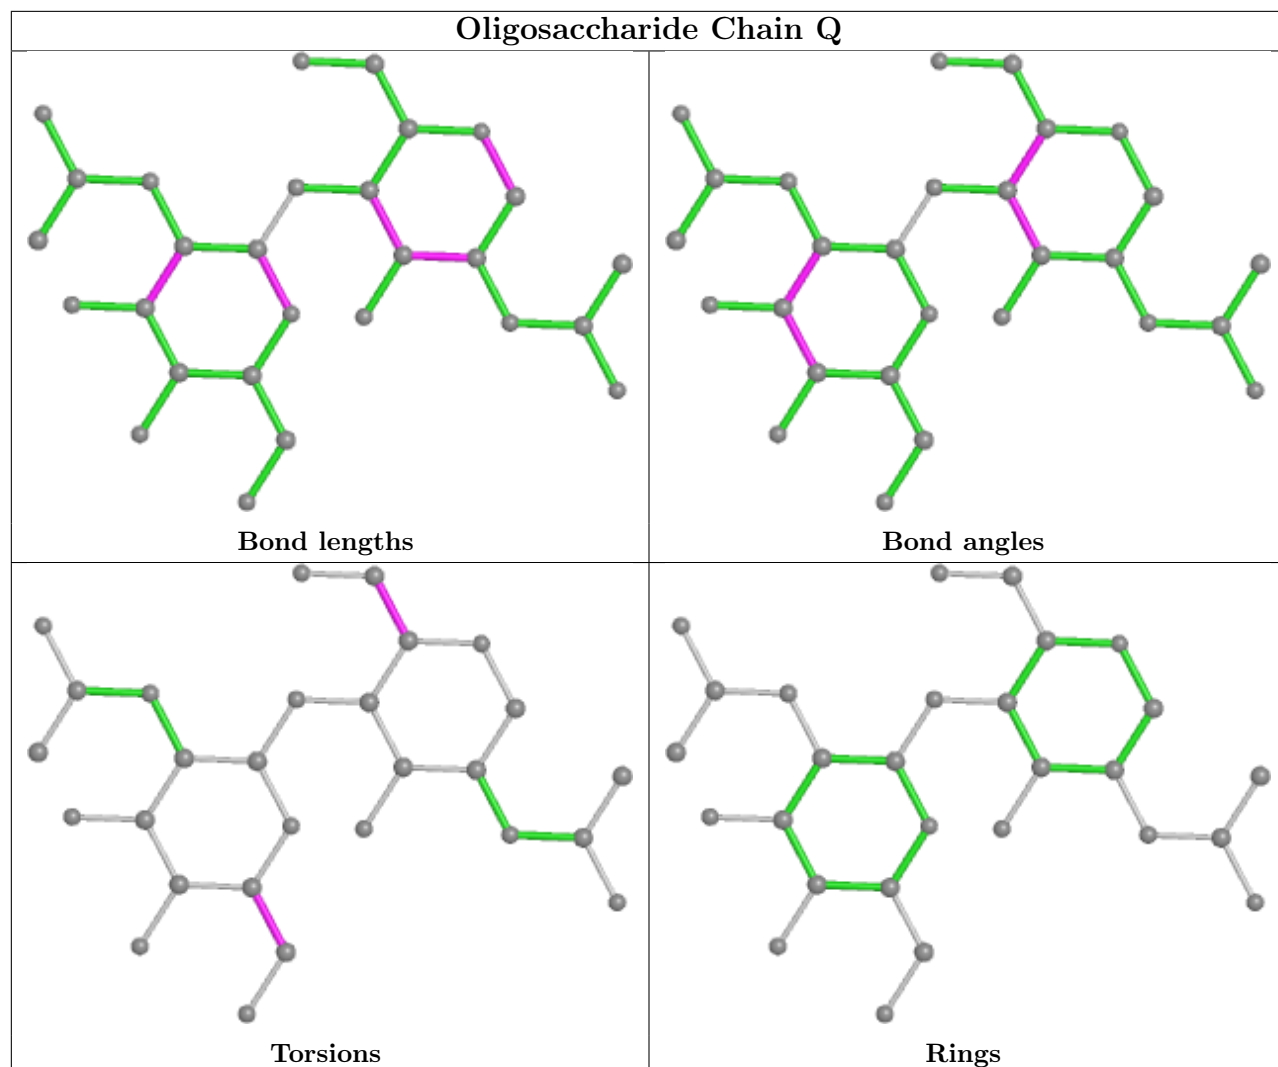 Oligosaccharide Chain Q
Bond lengths
Bond angles
Torsions
Rings